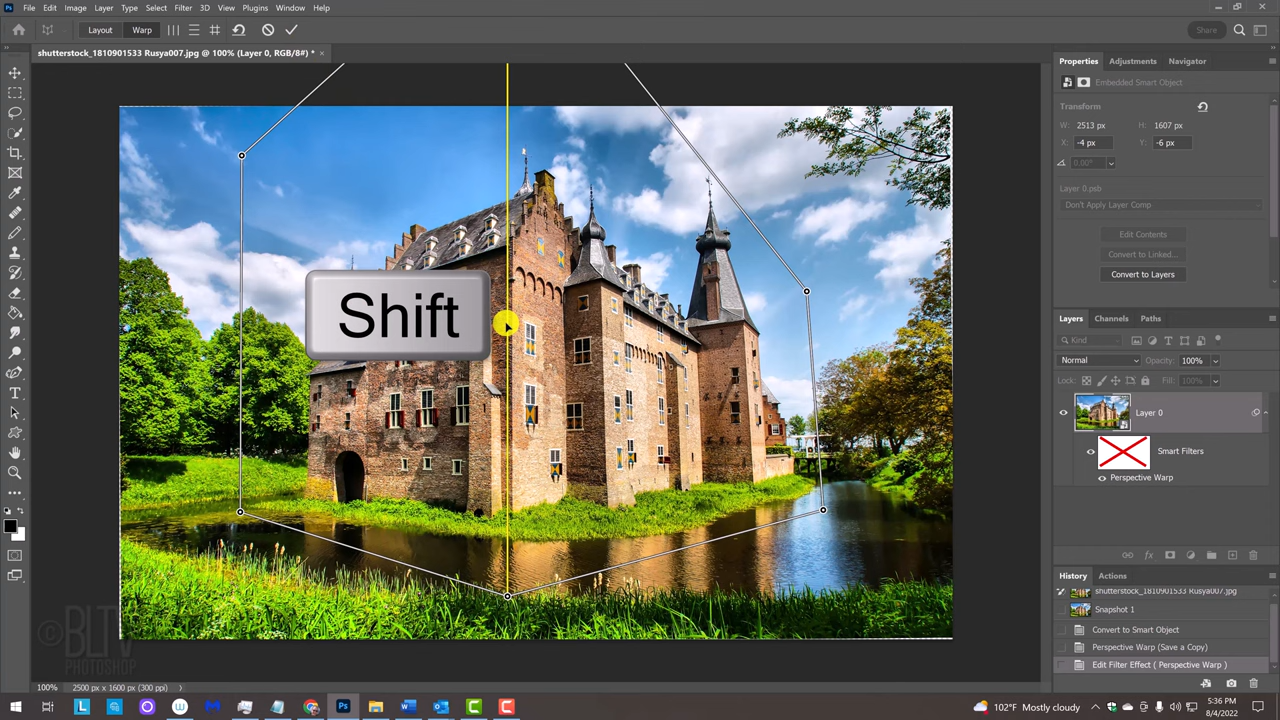 Ps File Edit Image Layer Type Select Filter 3D View Plugins Window Help
Layout Warp Share
shutterstock_1810901533 Rusya007.jpg @ 100% (Layer 0, RGB/8#) * ×
Properties Adjustments Navigator
Embedded Smart Object
Transform
W: 2513 px H: 1607 px
X: -4 px Y: -6 px
0.00°
Layer 0.psb
Don't Apply Layer Comp
Edit Contents
Convert to Linked...
Convert to Layers
Shift
Layers Channels Paths
Kind
Normal Opacity: 100%
Lock: Fill: 100%
Layer 0
Smart Filters
Perspective Warp
History Actions
shutterstock_1810901533 Rusya007.jpg
Snapshot 1
Convert to Smart Object
Perspective Warp (Save a Copy)
Edit Filter Effect ( Perspective Warp )
© BLTV
PHOTOSHOP
100% 2500 px x 1600 px (300 ppi)
102°F Mostly cloudy
5:36 PM
8/4/2022